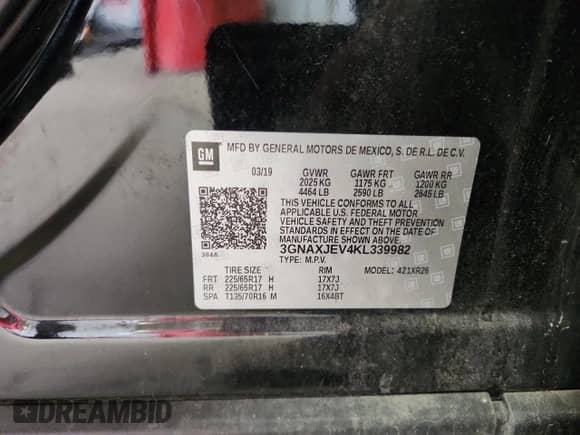 GM
MFD BY GENERAL MOTORS DE MEXICO, S. DE R.L. DE C.V.
03/19 GVWR GAWR FRT GAWR RR
2025 KG 1175 KG 1200 KG
4464 LB 2590 LB 2645 LB
THIS VEHICLE CONFORMS TO ALL
APPLICABLE U.S. FEDERAL MOTOR
VEHICLE SAFETY AND THEFT PREVENTION
STANDARDS IN EFFECT ON THE DATE OF
MANUFACTURE SHOWN ABOVE.
3GNAXJEV4KL339982
TYPE: M.P.V. MODEL: 421XR26
TIRE SIZE RIM
FRT 225/65R17 H 17X7J
RR 225/65R17 H 17X7J
SPA T135/70R16 M 16X4BT
DREAMBID